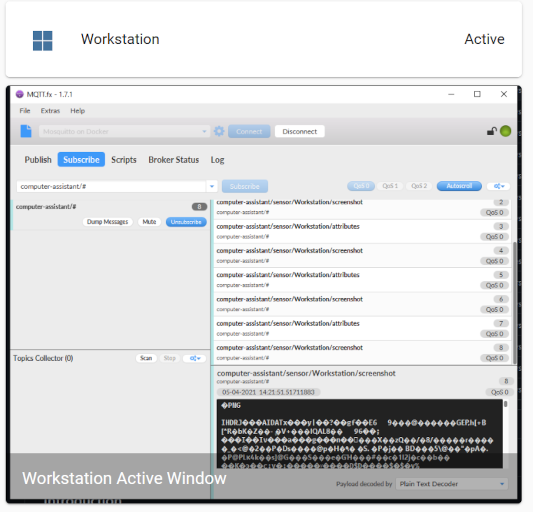 Workstation Active
MQTT.fx - 1.7.1
File Extras Help
Mosquitto on Docker Connect Disconnect
Publish Subscribe Scripts Broker Status Log
computer-assistant/# Subscribe QoS 0 QoS 1 QoS 2 Autoscroll
computer-assistant/# 8
Dump Messages Mute Unsubscribe
computer-assistant/sensor/Workstation/screenshot 2
computer-assistant/# QoS 0
computer-assistant/sensor/Workstation/attributes 3
computer-assistant/# QoS 0
computer-assistant/sensor/Workstation/screenshot 4
computer-assistant/# QoS 0
computer-assistant/sensor/Workstation/attributes 5
computer-assistant/# QoS 0
computer-assistant/sensor/Workstation/screenshot 6
computer-assistant/# QoS 0
computer-assistant/sensor/Workstation/attributes 7
computer-assistant/# QoS 0
computer-assistant/sensor/Workstation/screenshot 8
computer-assistant/# QoS 0
Topics Collector (0) Scan Stop
computer-assistant/sensor/Workstation/screenshot
computer-assistant/# 8
05-04-2021 14:21:51.51711883 QoS 0
�PNG
Workstation Active Window
Payload decoded by Plain Text Decoder